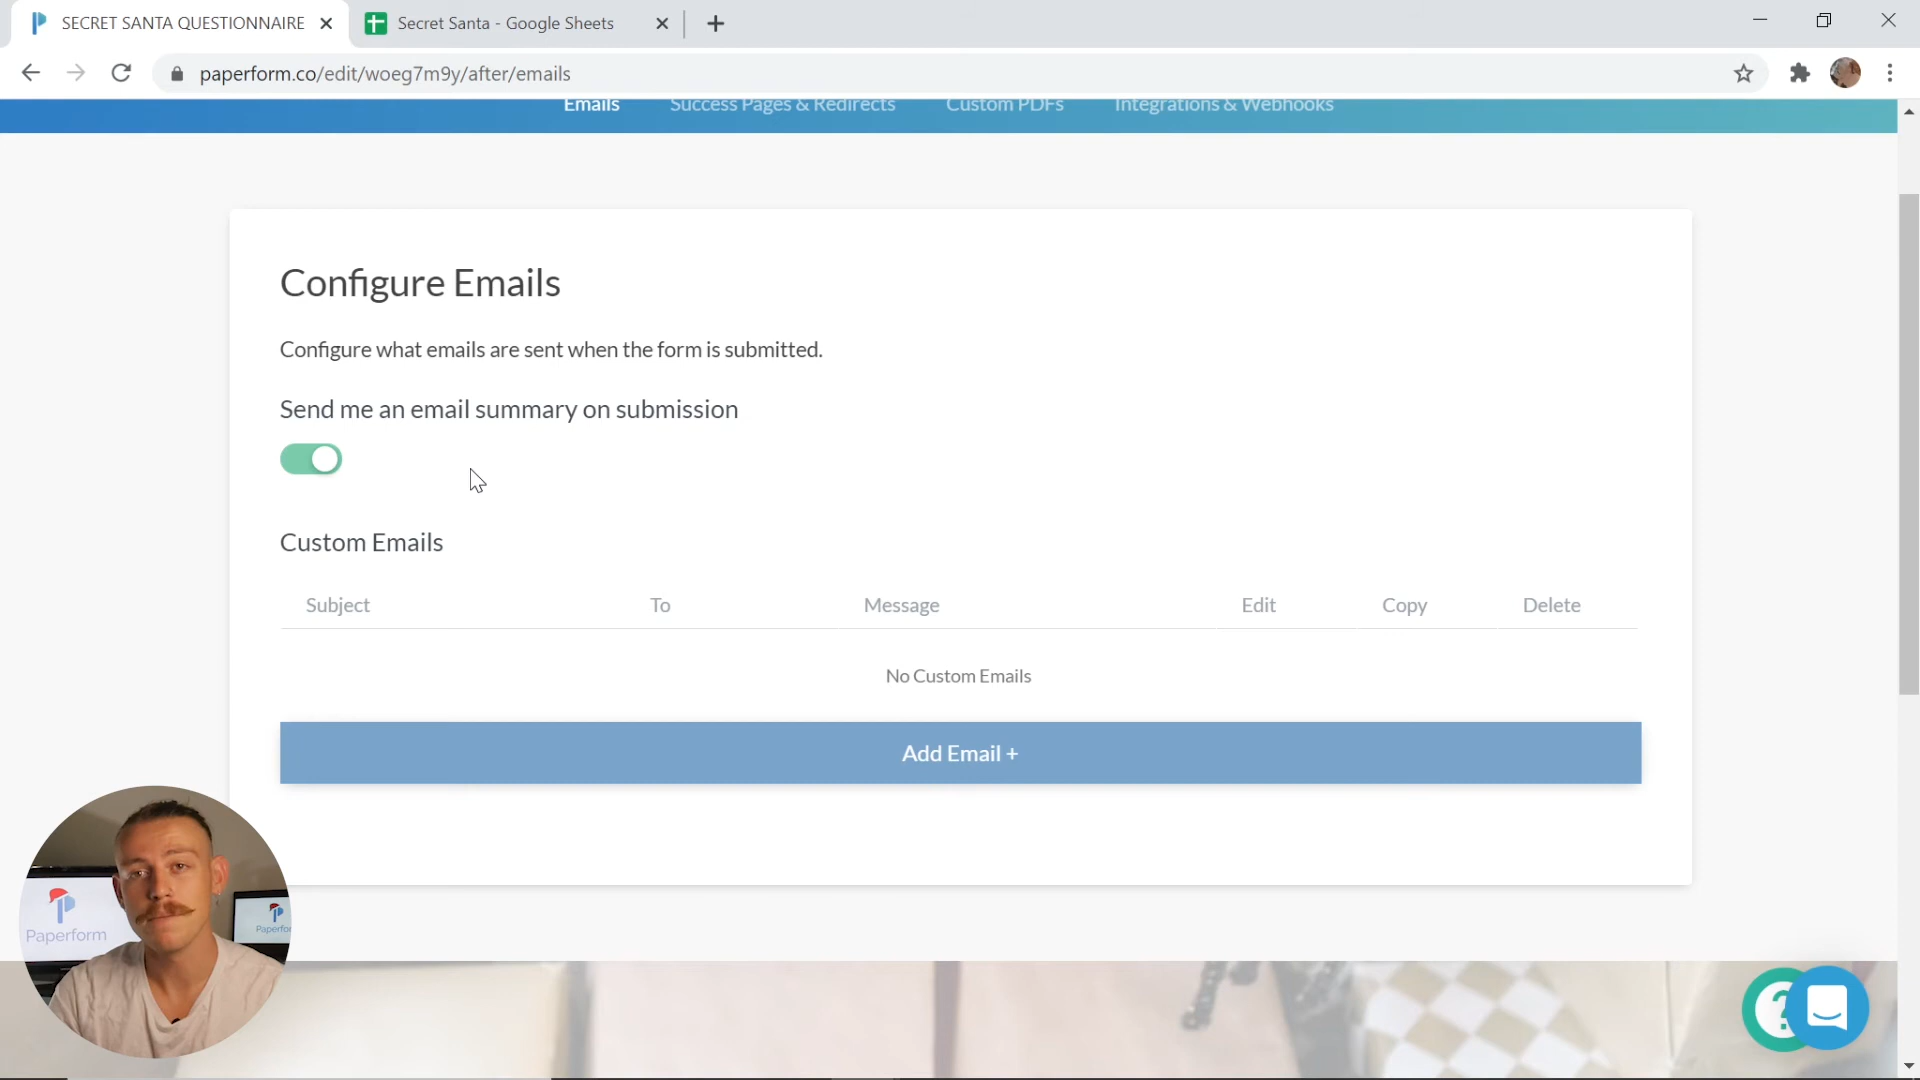 SECRET SANTA QUESTIONNAIRE
Secret Santa - Google Sheets
paperform.co/edit/woeg7m9y/after/emails
Emails Success Pages & Redirects Custom PDFs Integrations & Webhooks
Configure Emails
Configure what emails are sent when the form is submitted.
Send me an email summary on submission
Custom Emails
Subject To Message Edit Copy Delete
No Custom Emails
Add Email +
Paperform
Paperfor
?